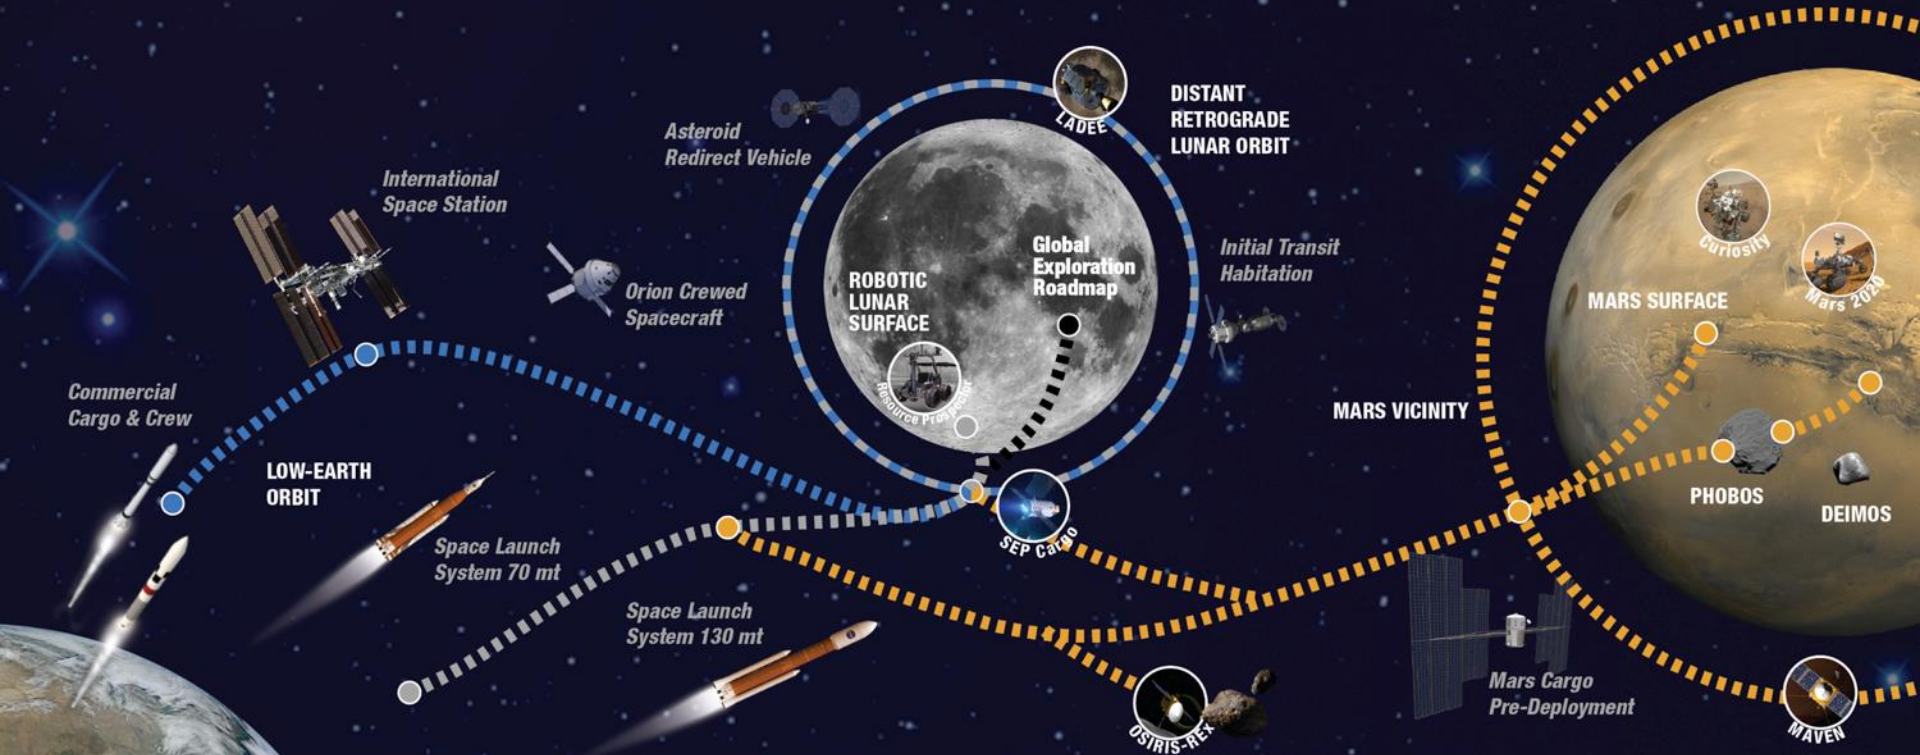 Commercial
Cargo & Crew
LOW-EARTH
ORBIT
International
Space Station
Space Launch
System 70 mt
Orion Crewed
Spacecraft
Space Launch
System 130 mt
Asteroid
Redirect Vehicle
LADEE
DISTANT
RETROGRADE
LUNAR ORBIT
ROBOTIC
LUNAR
SURFACE
Resource Prospector
Global
Exploration
Roadmap
Initial Transit
Habitation
SEP Cargo
OSIRIS-REX
MARS VICINITY
Curiosity
Mars 2020
MARS SURFACE
PHOBOS
DEIMOS
Mars Cargo
Pre-Deployment
MAVEN